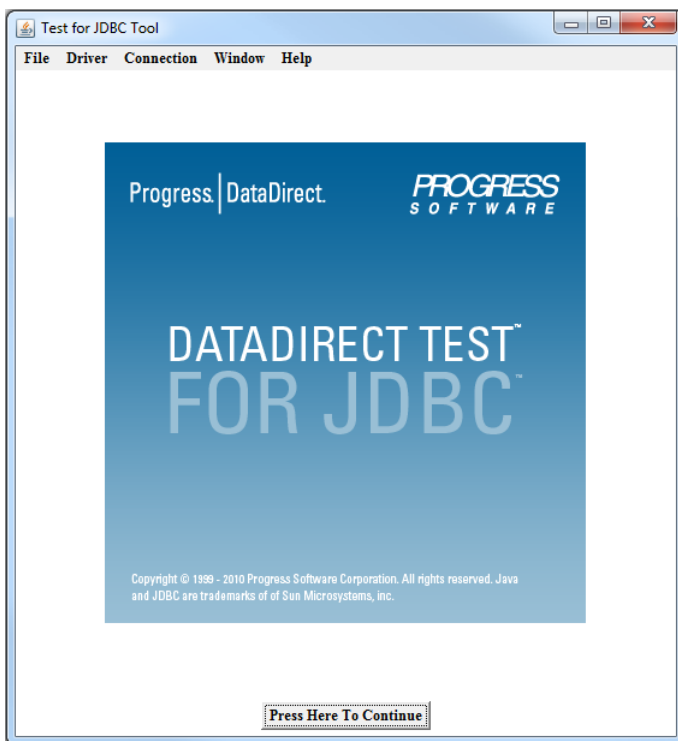 Test for JDBC Tool
File Driver Connection Window Help
Progress. DataDirect.
PROGRESS
SOFTWARE
DATADIRECT TEST™
FOR JDBC™
Copyright © 1999 - 2010 Progress Software Corporation. All rights reserved. Java
and JDBC are trademarks of of Sun Microsystems, inc.
Press Here To Continue